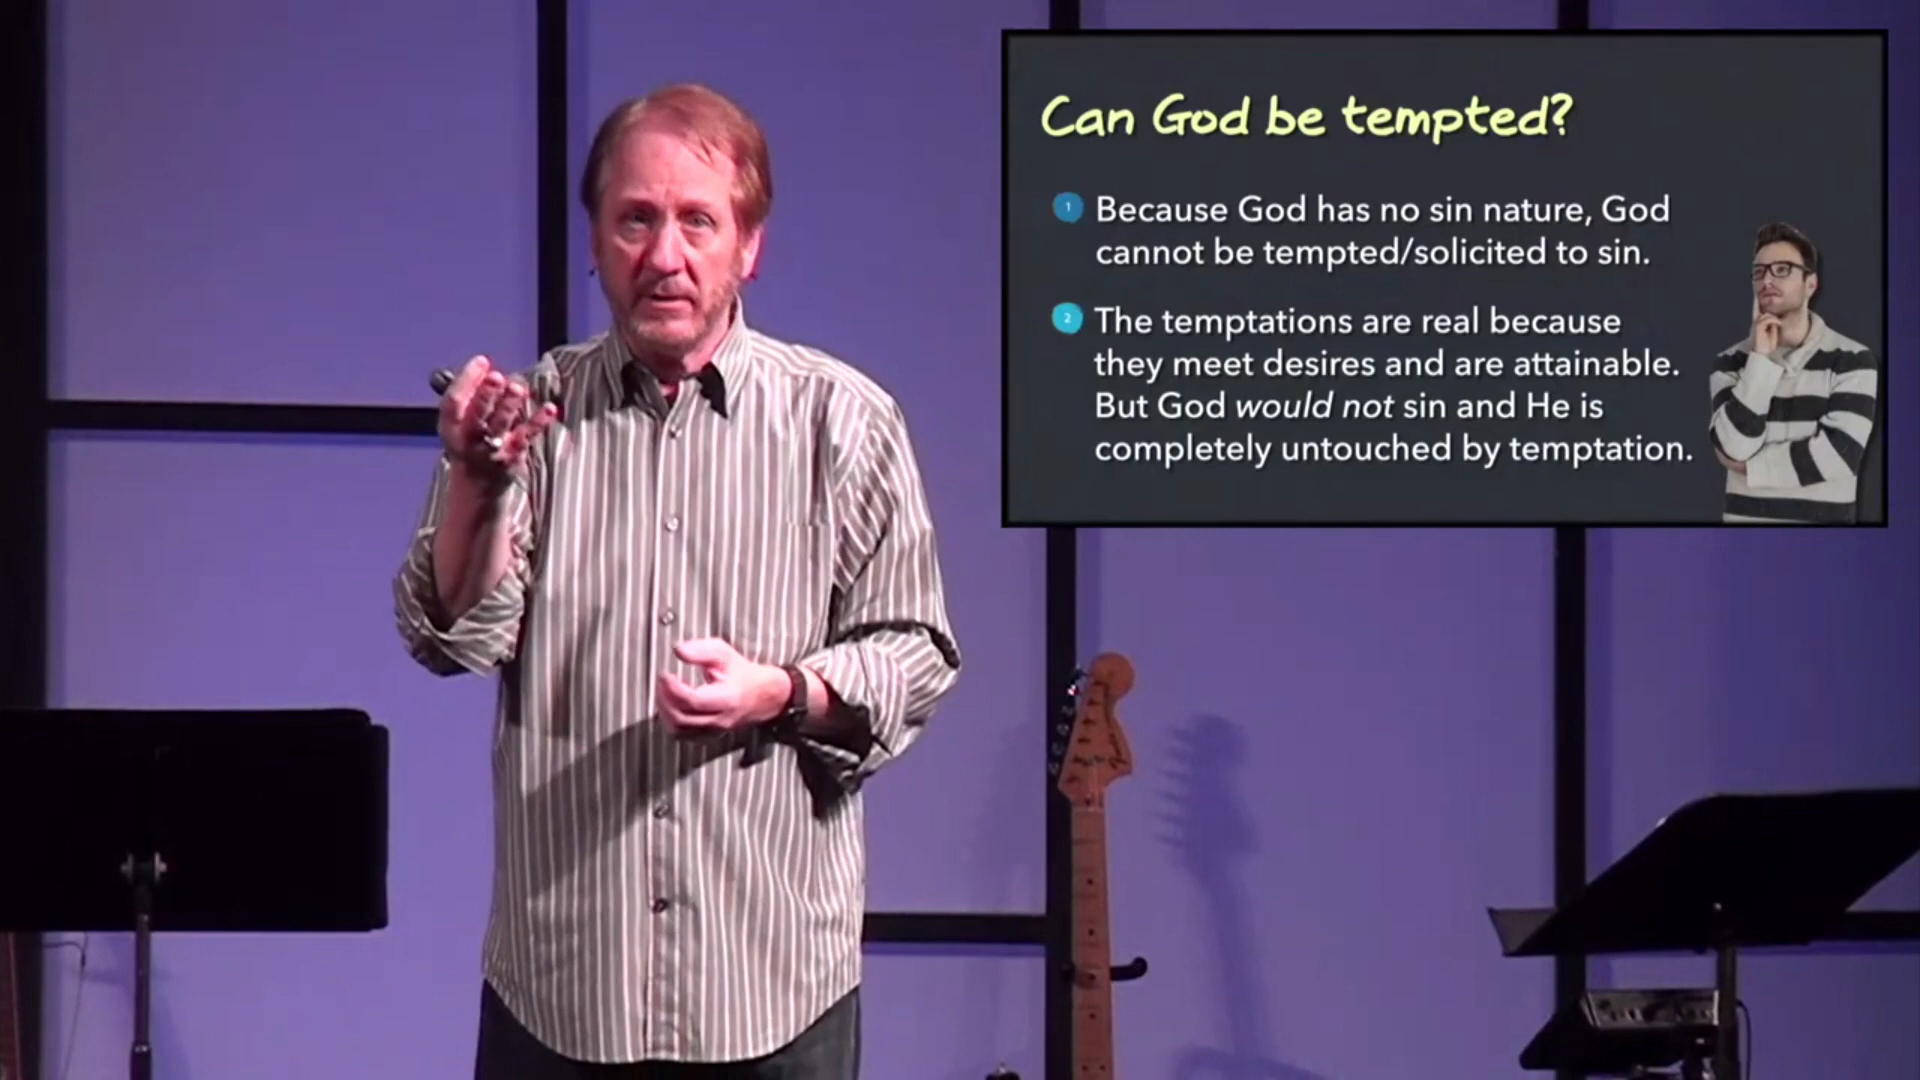 Can God be tempted?
1 Because God has no sin nature, God
cannot be tempted/solicited to sin.
2 The temptations are real because
they meet desires and are attainable.
But God would not sin and He is
completely untouched by temptation.